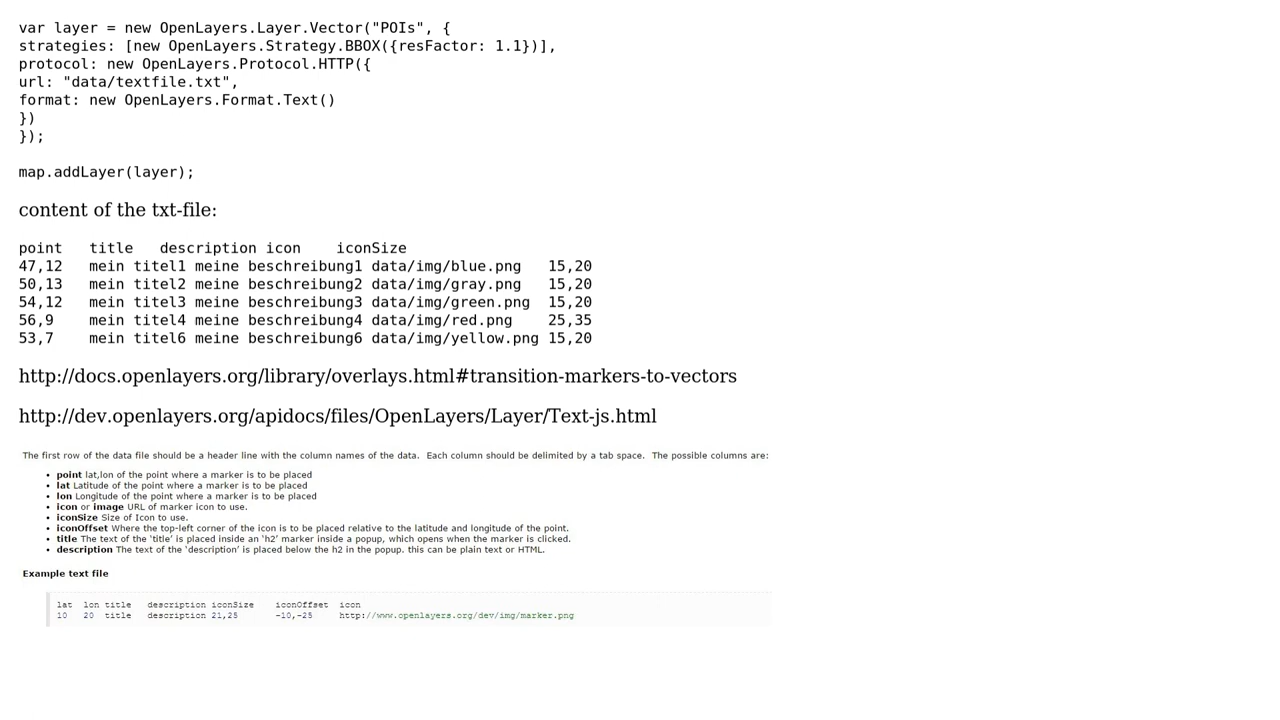 var layer = new OpenLayers.Layer.Vector("POIs", {
strategies: [new OpenLayers.Strategy.BBOX({resFactor: 1.1})],
protocol: new OpenLayers.Protocol.HTTP({
url: "data/textfile.txt",
format: new OpenLayers.Format.Text()
})
});
map.addLayer(layer);
content of the txt-file:
point   title   description icon    iconSize
47,12   mein titel1 meine beschreibung1 data/img/blue.png   15,20
50,13   mein titel2 meine beschreibung2 data/img/gray.png   15,20
54,12   mein titel3 meine beschreibung3 data/img/green.png  15,20
56,9    mein titel4 meine beschreibung4 data/img/red.png    25,35
53,7    mein titel6 meine beschreibung6 data/img/yellow.png 15,20
http://docs.openlayers.org/library/overlays.html#transition-markers-to-vectors
http://dev.openlayers.org/apidocs/files/OpenLayers/Layer/Text-js.html
The first row of the data file should be a header line with the column names of the data.  Each column should be delimited by a tab space.  The possible columns are:
• point lat,lon of the point where a marker is to be placed
• lat Latitude of the point where a marker is to be placed
• lon Longitude of the point where a marker is to be placed
• icon or image URL of marker icon to use.
• iconSize Size of Icon to use.
• iconOffset Where the top-left corner of the icon is to be placed relative to the latitude and longitude of the point.
• title The text of the 'title' is placed inside an 'h2' marker inside a popup, which opens when the marker is clicked.
• description The text of the 'description' is placed below the h2 in the popup. this can be plain text or HTML.
Example text file
lat  lon title   description iconSize    iconOffset  icon
10   20  title   description 21,25       -10,-25     http://www.openlayers.org/dev/img/marker.png